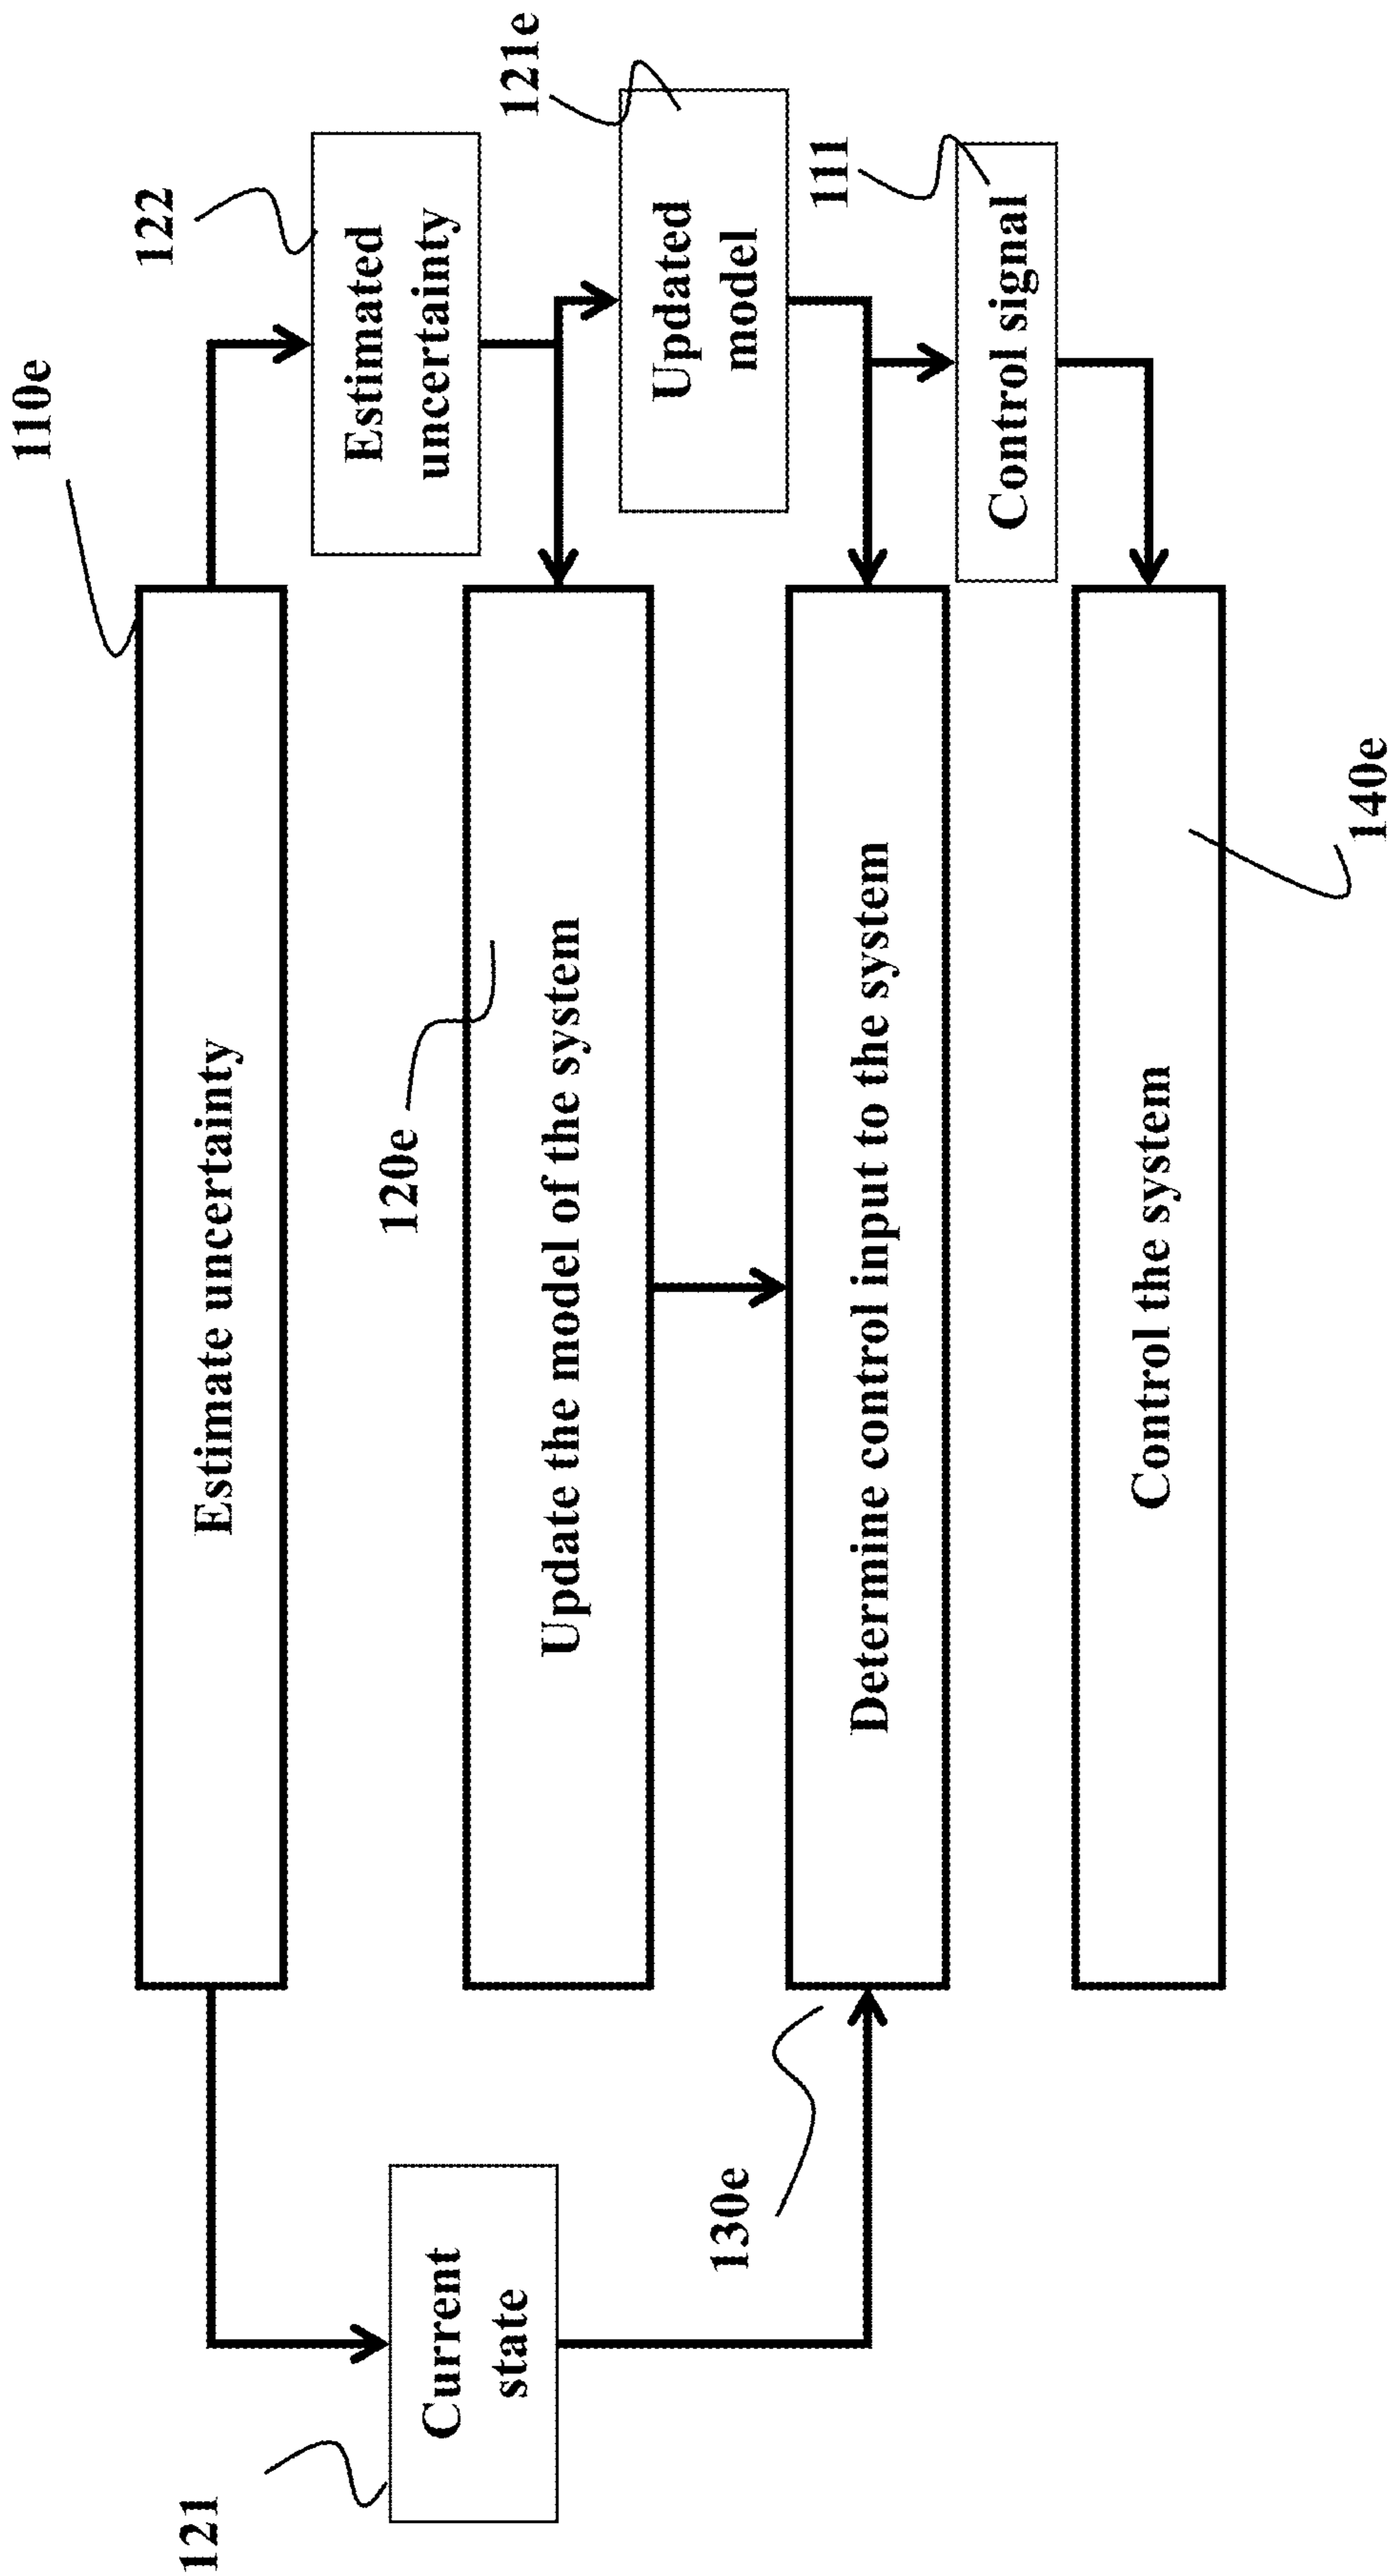 110e
Estimate uncertainty
122
Estimated
uncertainty
121
Current
state
120e
Update the model of the system
121e
Updated
model
130e
Determine control input to the system
111
Control signal
Control the system
140e